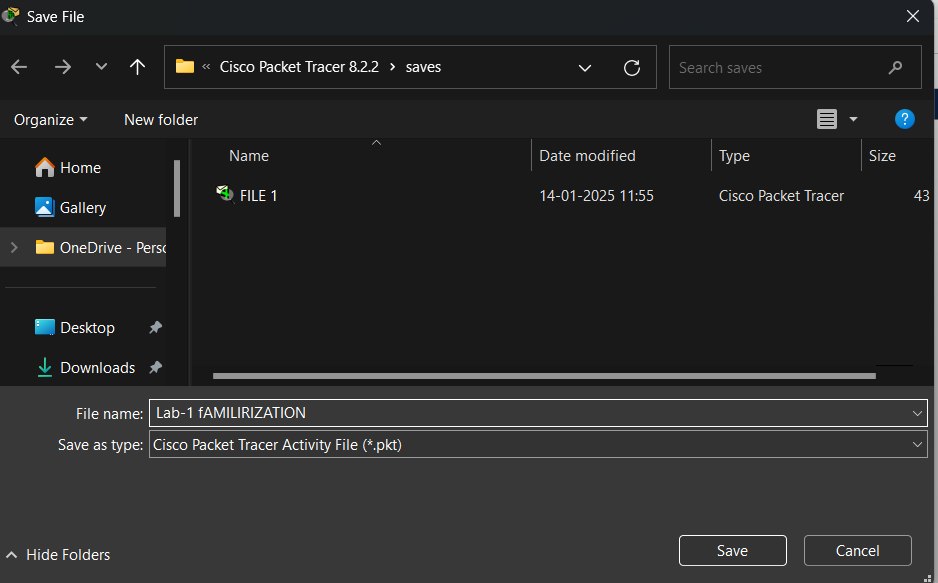 Save File
« Cisco Packet Tracer 8.2.2 › saves
Search saves
Organize New folder
?
Name Date modified Type Size
Home
FILE 1 14-01-2025 11:55 Cisco Packet Tracer 43
Gallery
OneDrive - Perso
Desktop
Downloads
File name: Lab-1 fAMILIRIZATION
Save as type: Cisco Packet Tracer Activity File (*.pkt)
Hide Folders Save Cancel